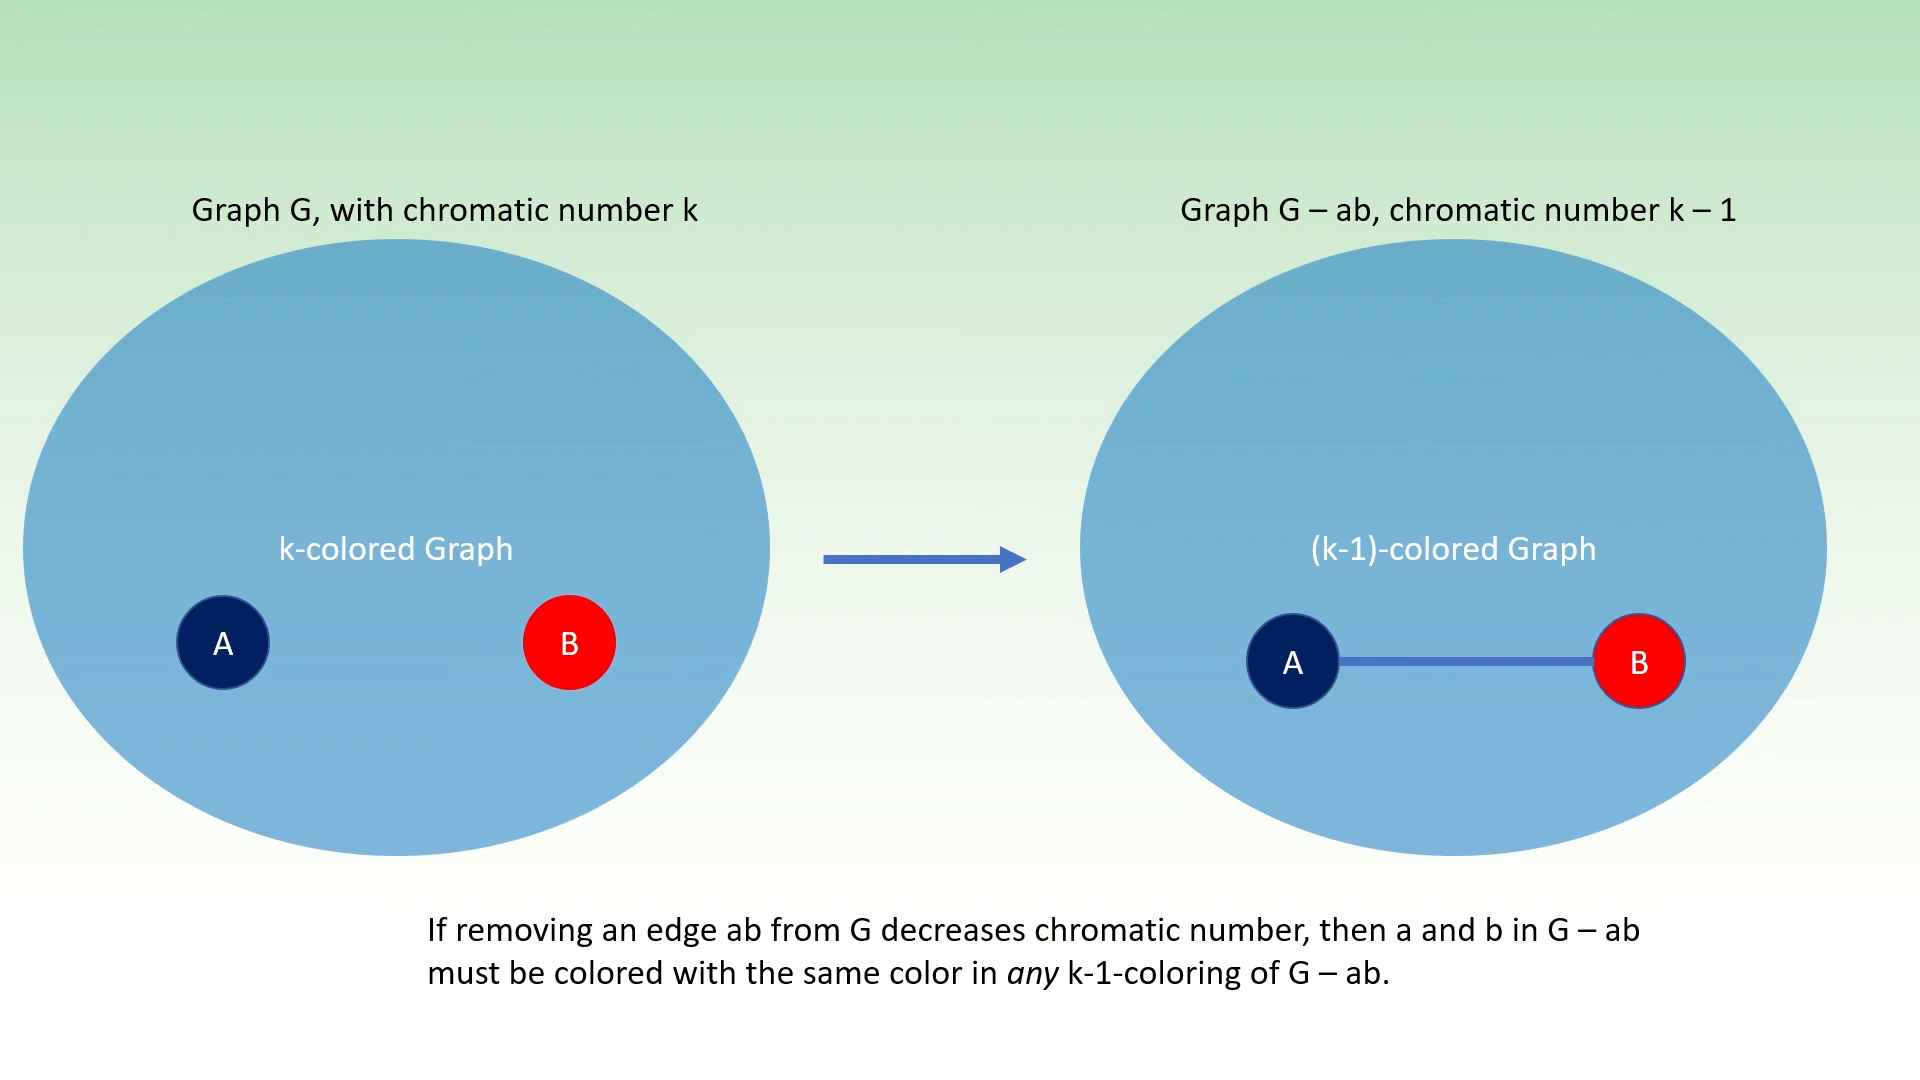 Graph G, with chromatic number k
Graph G – ab, chromatic number k – 1
k-colored Graph
(k-1)-colored Graph
A
B
A
B
If removing an edge ab from G decreases chromatic number, then a and b in G – ab
must be colored with the same color in any k-1-coloring of G – ab.